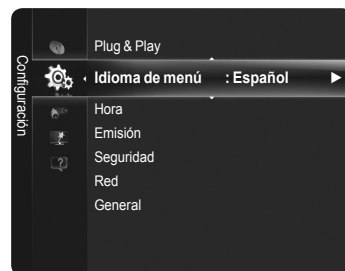 Configuración
Plug & Play
Idioma de menú : Español
Hora
Emisión
Seguridad
Red
General